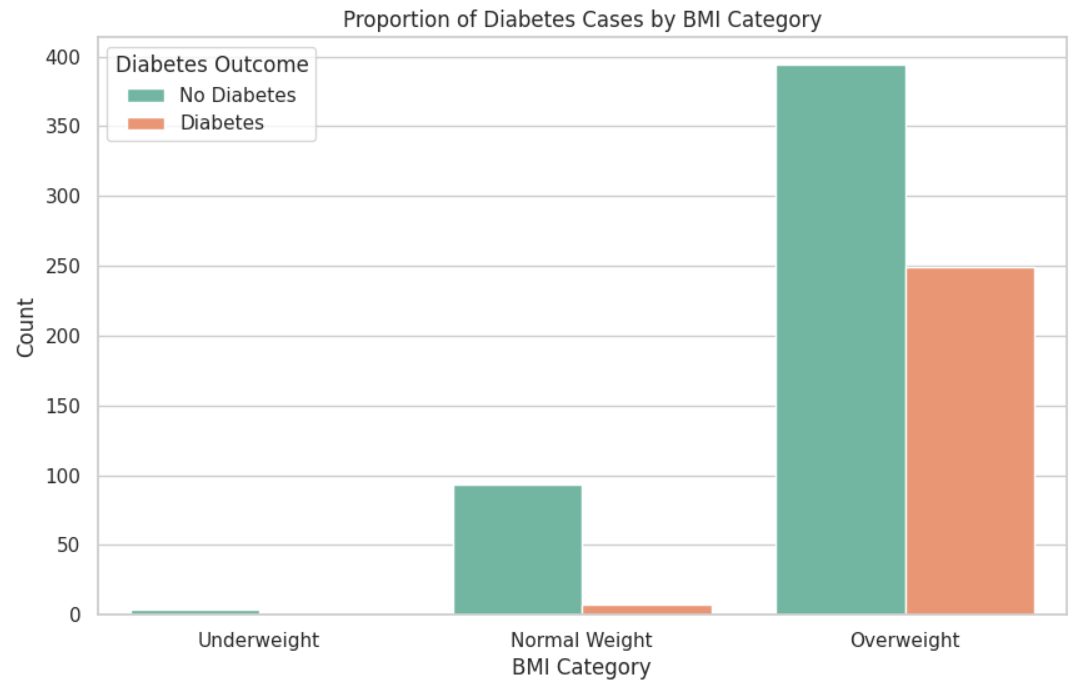 Proportion of Diabetes Cases by BMI Category
Diabetes Outcome
No Diabetes
Diabetes
Count
400
350
300
250
200
150
100
50
0
Underweight Normal Weight Overweight
BMI Category